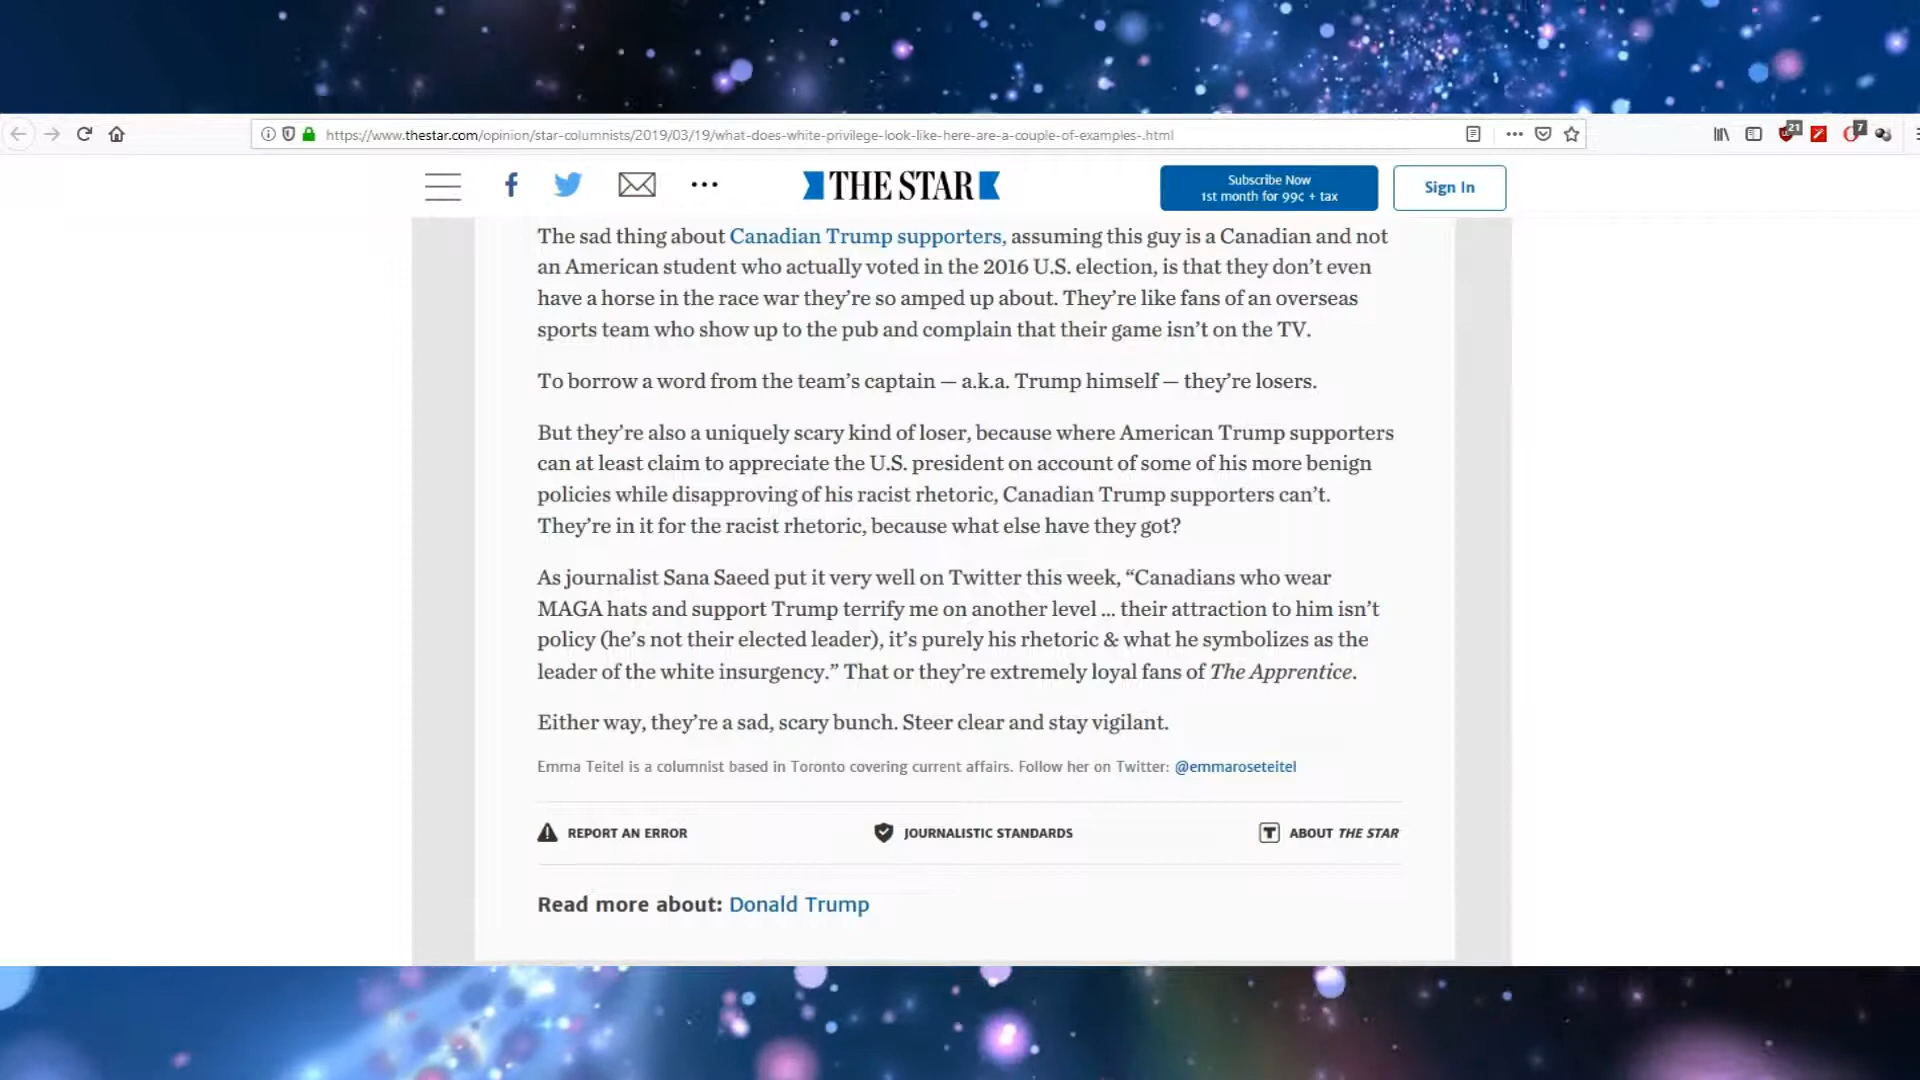 https://www.thestar.com/opinion/star-columnists/2019/03/19/what-does-white-privilege-look-like-here-are-a-couple-of-examples-.html
21
7
THE STAR
Subscribe Now
1st month for 99¢ + tax
Sign In
The sad thing about Canadian Trump supporters, assuming this guy is a Canadian and not
an American student who actually voted in the 2016 U.S. election, is that they don’t even
have a horse in the race war they’re so amped up about. They’re like fans of an overseas
sports team who show up to the pub and complain that their game isn’t on the TV.
To borrow a word from the team’s captain — a.k.a. Trump himself — they’re losers.
But they’re also a uniquely scary kind of loser, because where American Trump supporters
can at least claim to appreciate the U.S. president on account of some of his more benign
policies while disapproving of his racist rhetoric, Canadian Trump supporters can’t.
They’re in it for the racist rhetoric, because what else have they got?
As journalist Sana Saeed put it very well on Twitter this week, “Canadians who wear
MAGA hats and support Trump terrify me on another level ... their attraction to him isn’t
policy (he’s not their elected leader), it’s purely his rhetoric & what he symbolizes as the
leader of the white insurgency.” That or they’re extremely loyal fans of The Apprentice.
Either way, they’re a sad, scary bunch. Steer clear and stay vigilant.
Emma Teitel is a columnist based in Toronto covering current affairs. Follow her on Twitter: @emmaroseteitel
REPORT AN ERROR
JOURNALISTIC STANDARDS
T ABOUT THE STAR
Read more about: Donald Trump